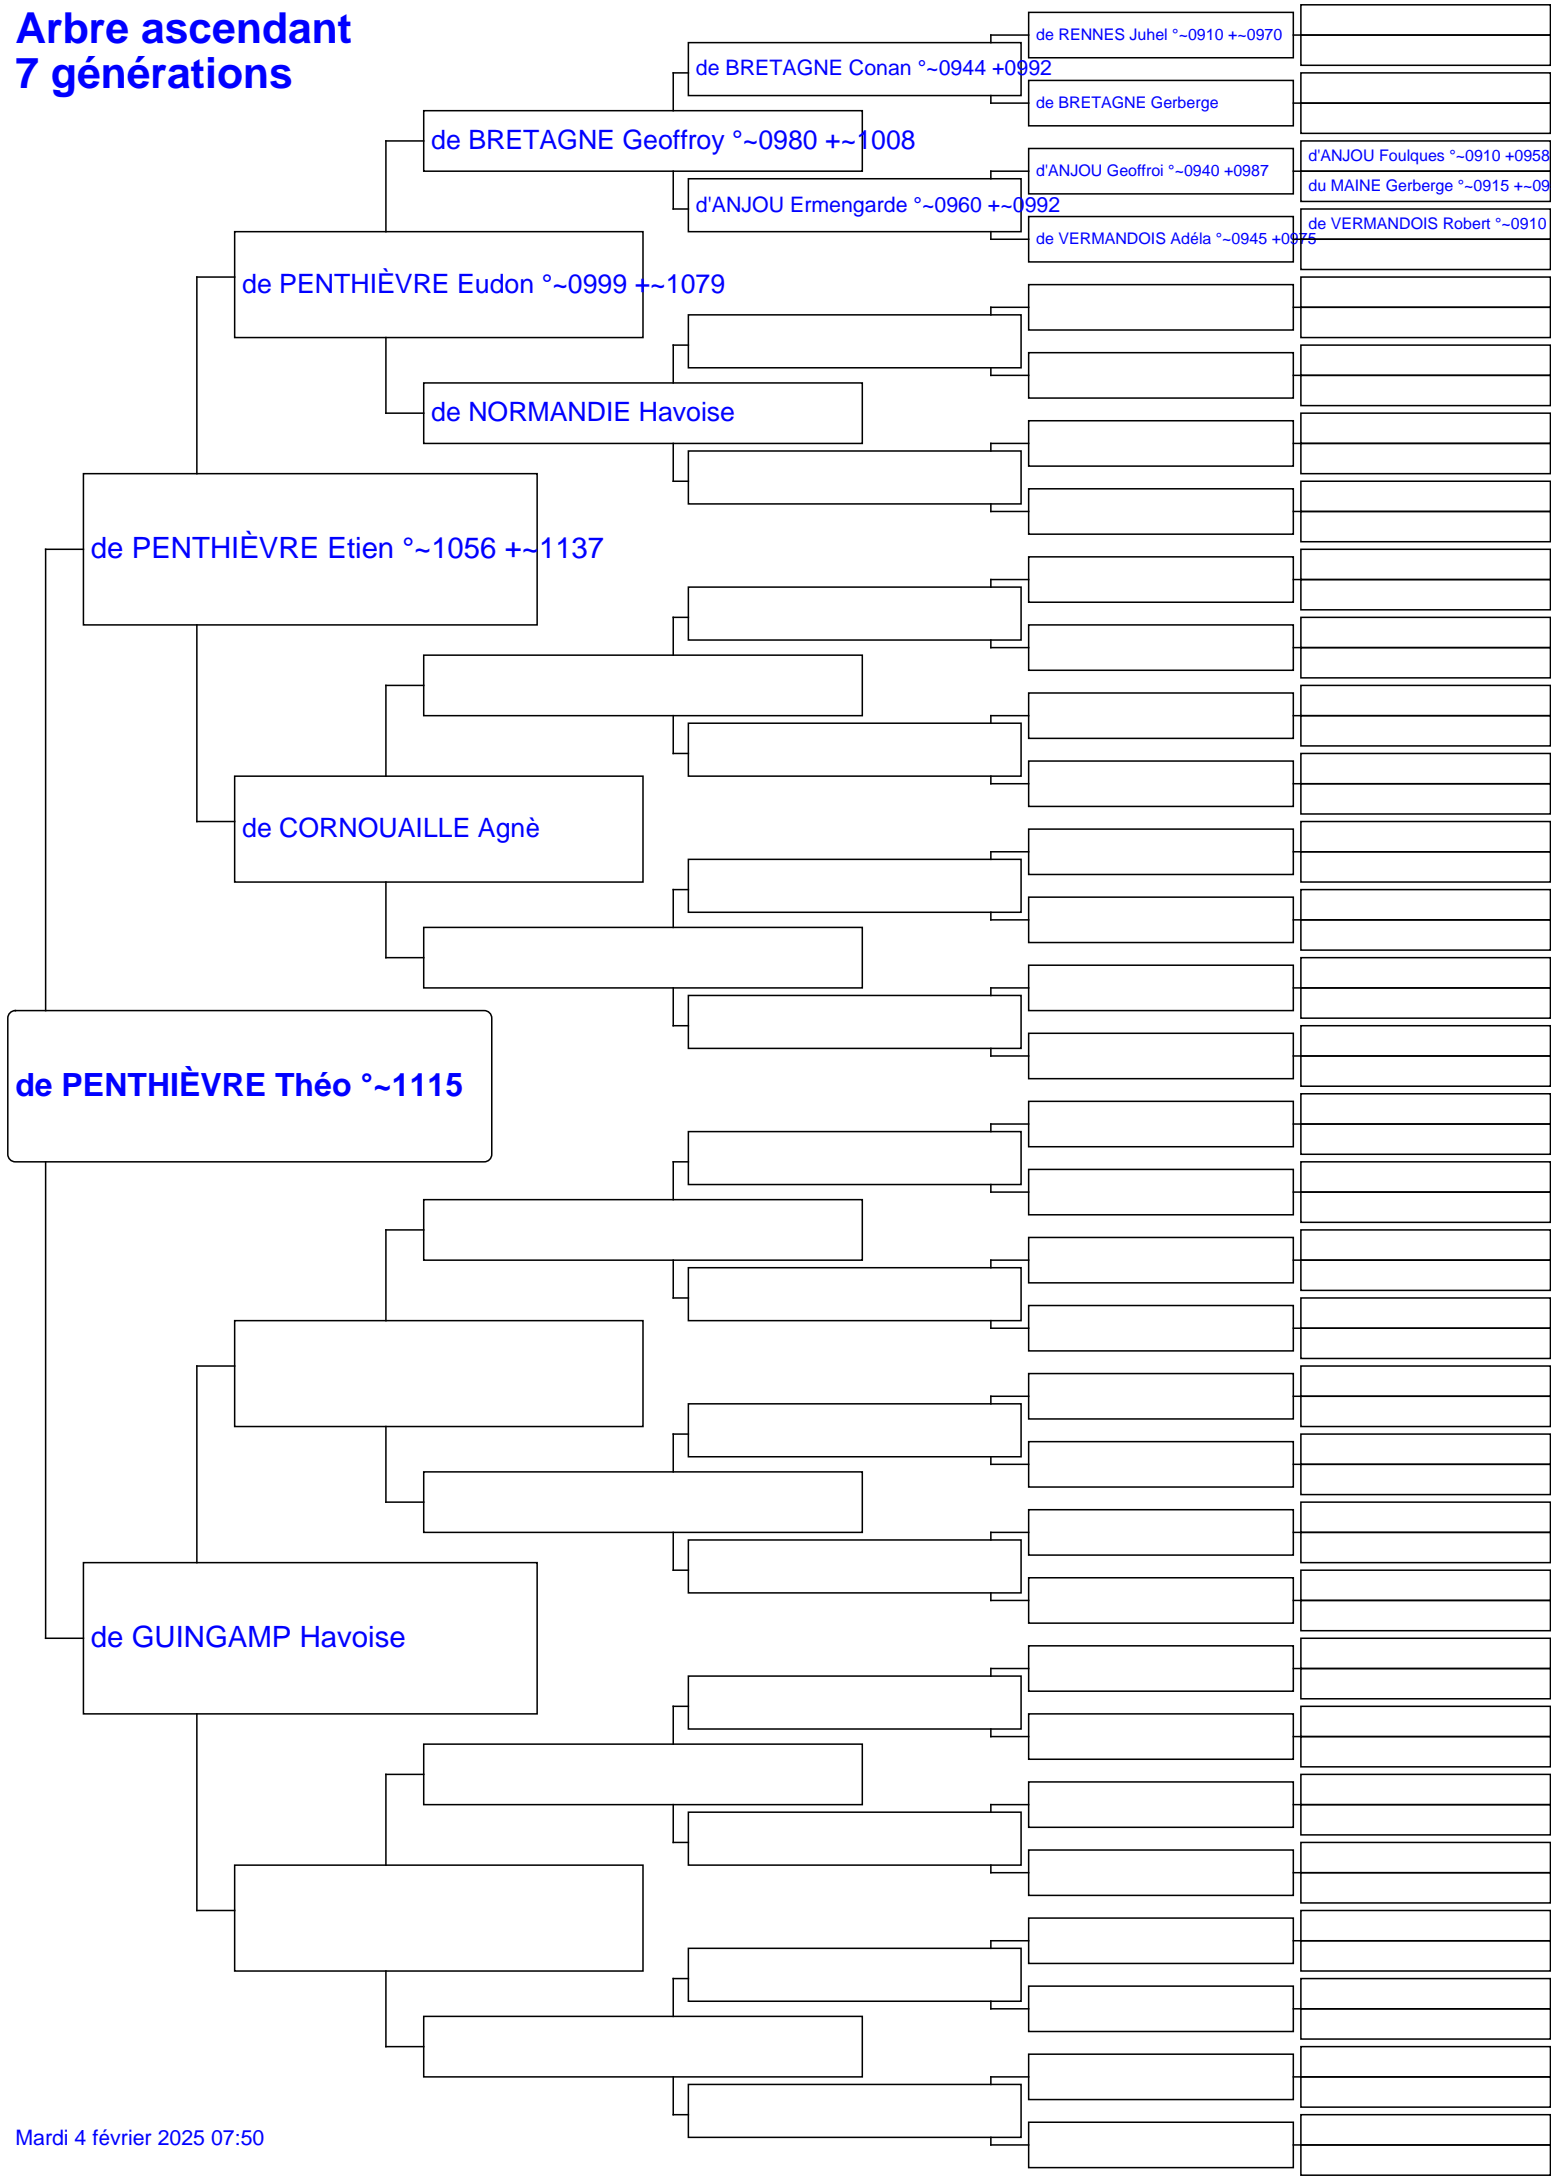 Arbre ascendant
7 générations
de RENNES Juhel °~0910 +~0970
de BRETAGNE Conan °~0944 +0992
de BRETAGNE Gerberge
de BRETAGNE Geoffroy °~0980 +~1008
d'ANJOU Foulques °~0910 +0958
d'ANJOU Geoffroi °~0940 +0987
du MAINE Gerberge °~0915 +~09
d'ANJOU Ermengarde °~0960 +~0992
de VERMANDOIS Robert °~0910
de VERMANDOIS Adéla °~0945 +0975
de PENTHIÈVRE Eudon °~0999 +~1079
de NORMANDIE Havoise
de PENTHIÈVRE Etien °~1056 +~1137
de CORNOUAILLE Agnè
de PENTHIÈVRE Théo °~1115
de GUINGAMP Havoise
Mardi 4 février 2025 07:50